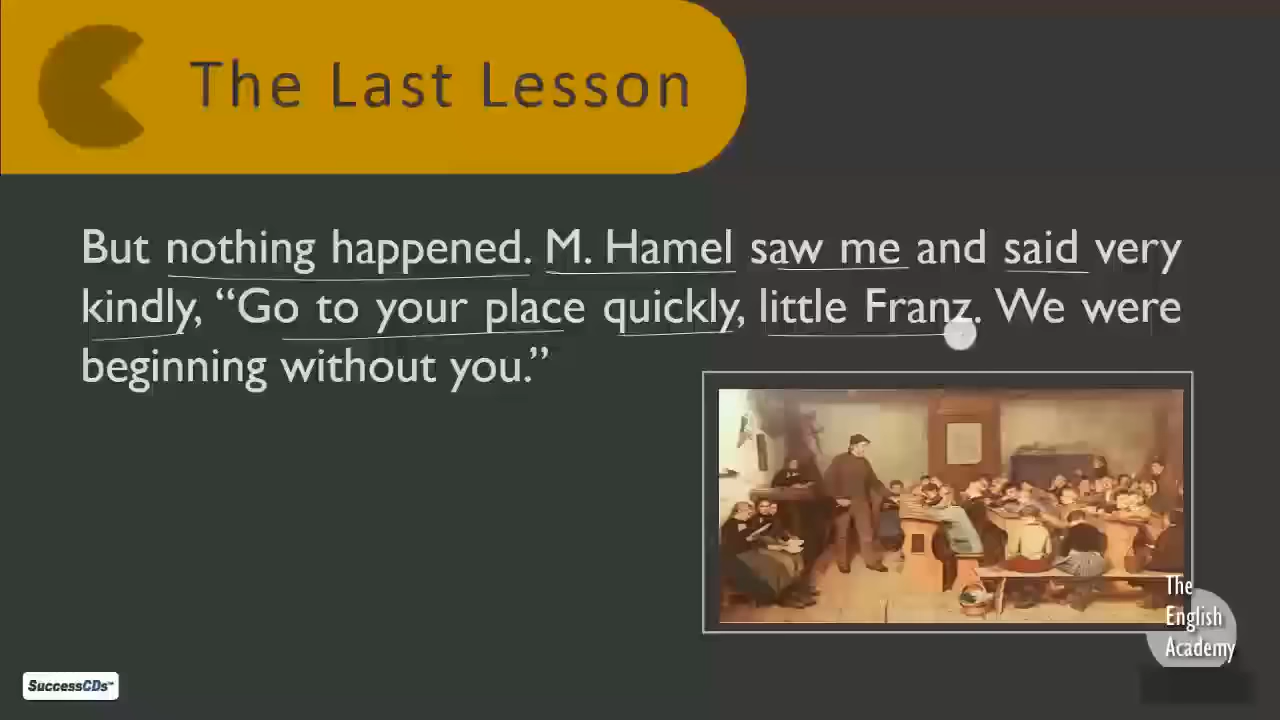 The Last Lesson
But nothing happened. M. Hamel saw me and said very
kindly, “Go to your place quickly, little Franz. We were
beginning without you.”
The
English
Academy
SuccessCDs™